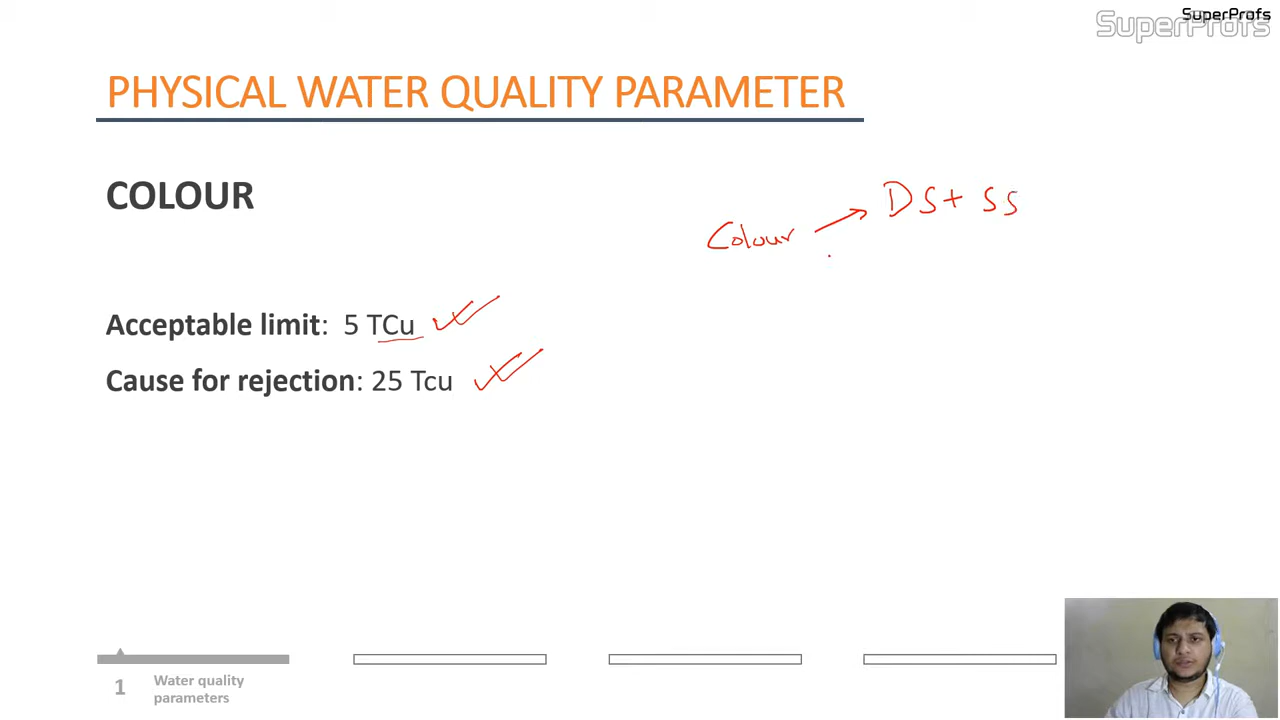 SuperProfs
SuperProfs
PHYSICAL WATER QUALITY PARAMETER
COLOUR
Colour → DS+ SS
Acceptable limit: 5 TCu
Cause for rejection: 25 Tcu
1
Water quality
parameters